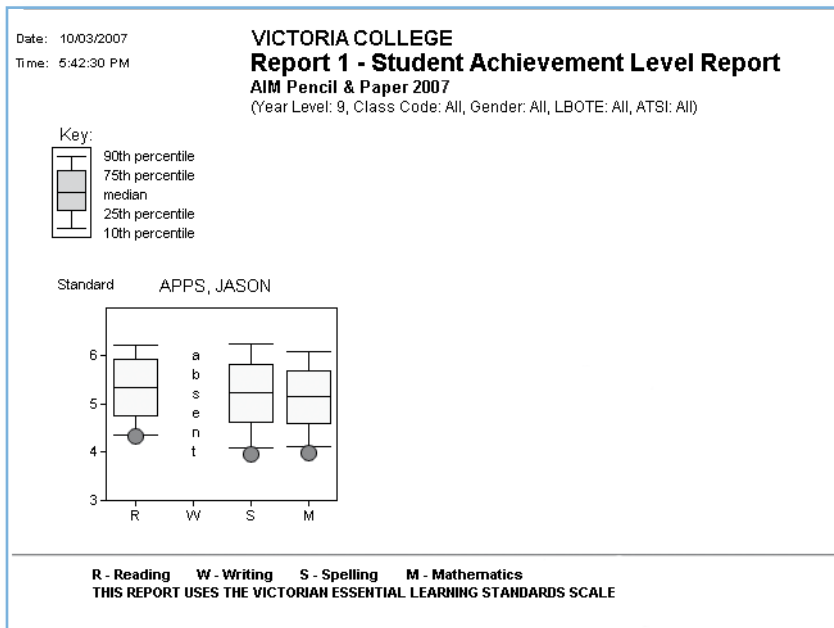 Date: 10/03/2007
Time: 5:42:30 PM
VICTORIA COLLEGE
Report 1 - Student Achievement Level Report
AIM Pencil & Paper 2007
(Year Level: 9, Class Code: All, Gender: All, LBOTE: All, ATSI: All)
Key:
90th percentile
75th percentile
median
25th percentile
10th percentile
Standard APPS, JASON
6
5
4
3
a
b
s
e
n
t
R W S M
R - Reading W - Writing S - Spelling M - Mathematics
THIS REPORT USES THE VICTORIAN ESSENTIAL LEARNING STANDARDS SCALE